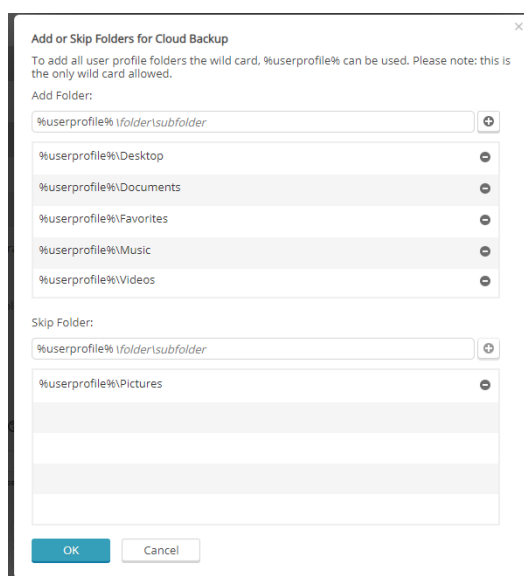 Add or Skip Folders for Cloud Backup
To add all user profile folders the wild card, %userprofile% can be used. Please note: this is
the only wild card allowed.
Add Folder:
%userprofile% \folder\subfolder
%userprofile%\Desktop
%userprofile%\Documents
%userprofile%\Favorites
%userprofile%\Music
%userprofile%\Videos
Skip Folder:
%userprofile% \folder\subfolder
%userprofile%\Pictures
OK
Cancel